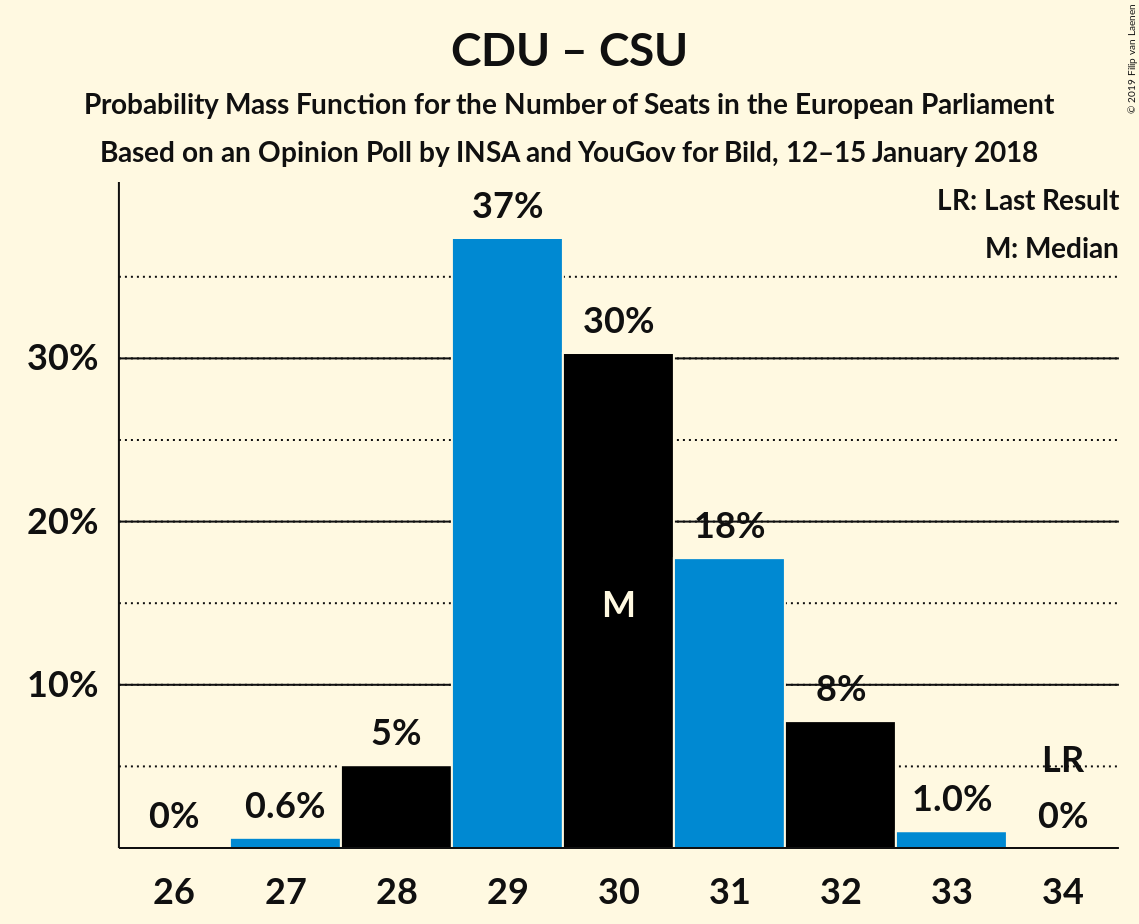 © 2019 Filip van Laenen
CDU – CSU
Probability Mass Function for the Number of Seats in the European Parliament
Based on an Opinion Poll by INSA and YouGov for Bild, 12–15 January 2018
LR: Last Result
M: Median
37%
30%
30%
20%
18%
M
10%
8%
5%
LR
0%
0.6%
1.0%
0%
26 27 28 29 30 31 32 33 34